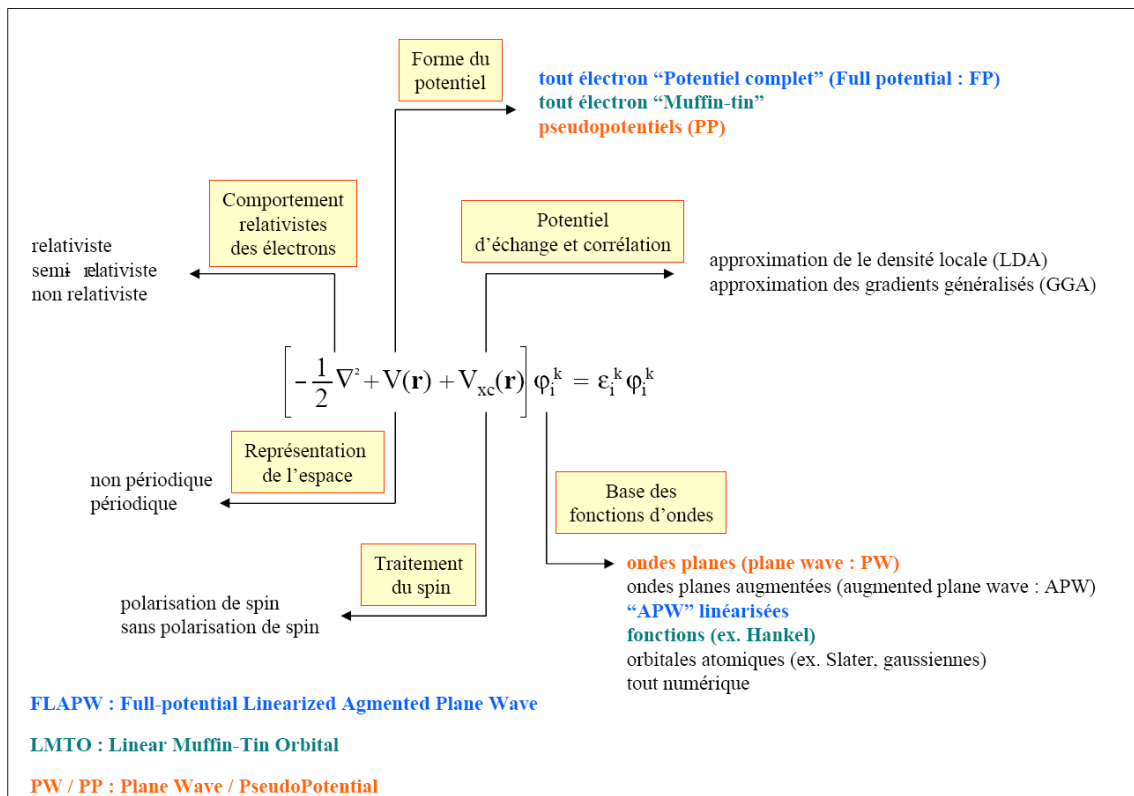 Forme du
potentiel
tout électron “Potentiel complet” (Full potential : FP)
tout électron “Muffin-tin”
pseudopotentiels (PP)
Comportement
relativistes
des électrons
Potentiel
d’échange et corrélation
relativiste
semi- relativiste
non relativiste
approximation de le densité locale (LDA)
approximation des gradients généralisés (GGA)
[-1/2 ∇² + V(r) + Vxc(r)] φᵢᵏ = εᵢᵏ φᵢᵏ
Représentation
de l’espace
non périodique
périodique
Base des
fonctions d’ondes
Traitement
du spin
polarisation de spin
sans polarisation de spin
ondes planes (plane wave : PW)
ondes planes augmentées (augmented plane wave : APW)
“APW” linéarisées
fonctions (ex. Hankel)
orbitales atomiques (ex. Slater, gaussiennes)
tout numérique
FLAPW : Full-potential Linearized Agmented Plane Wave
LMTO : Linear Muffin-Tin Orbital
PW / PP : Plane Wave / PseudoPotential